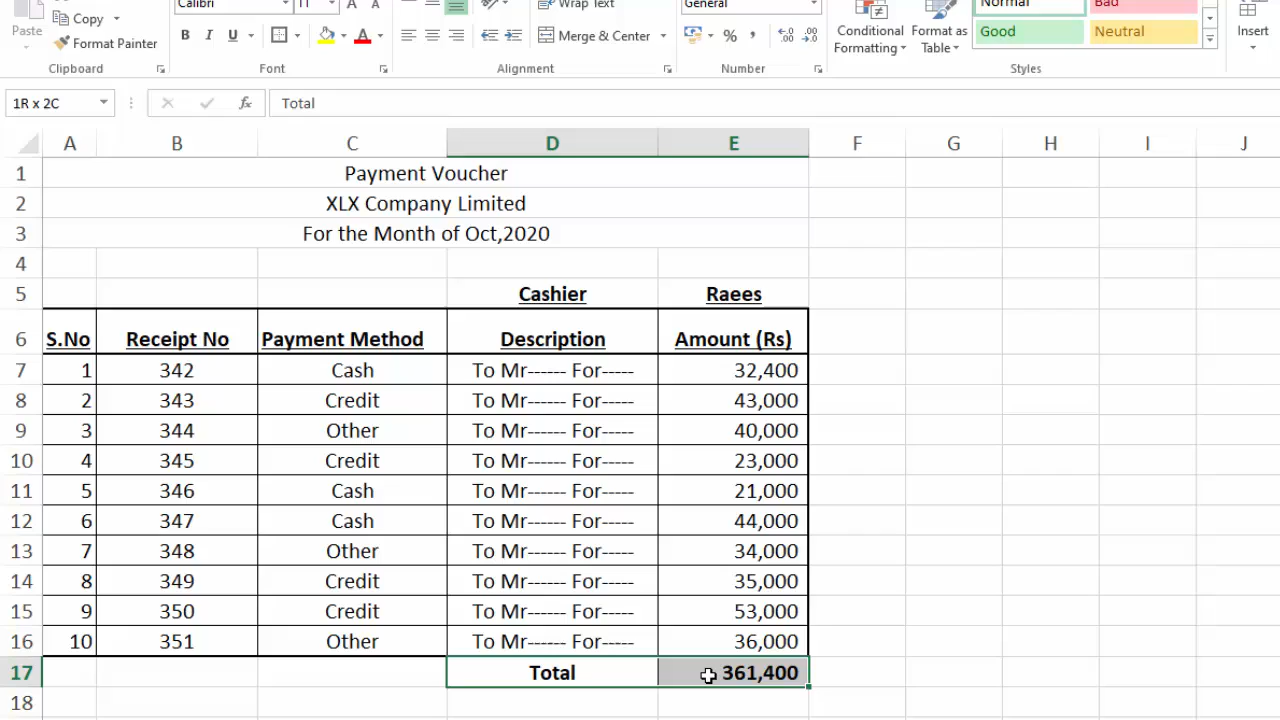 Calibri 11 A A Wrap Text General Normal Bad
Paste Copy
Format Painter B I U A Merge & Center % , Conditional Formatting Format as Table Good Neutral Insert
Clipboard Font Alignment Number Styles
1R x 2C fx Total
A B C D E F G H I J
1 Payment Voucher
2 XLX Company Limited
3 For the Month of Oct,2020
4
5 Cashier Raees
6 S.No Receipt No Payment Method Description Amount (Rs)
7 1 342 Cash To Mr------ For----- 32,400
8 2 343 Credit To Mr------ For----- 43,000
9 3 344 Other To Mr------ For----- 40,000
10 4 345 Credit To Mr------ For----- 23,000
11 5 346 Cash To Mr------ For----- 21,000
12 6 347 Cash To Mr------ For----- 44,000
13 7 348 Other To Mr------ For----- 34,000
14 8 349 Credit To Mr------ For----- 35,000
15 9 350 Credit To Mr------ For----- 53,000
16 10 351 Other To Mr------ For----- 36,000
17 Total 361,400
18